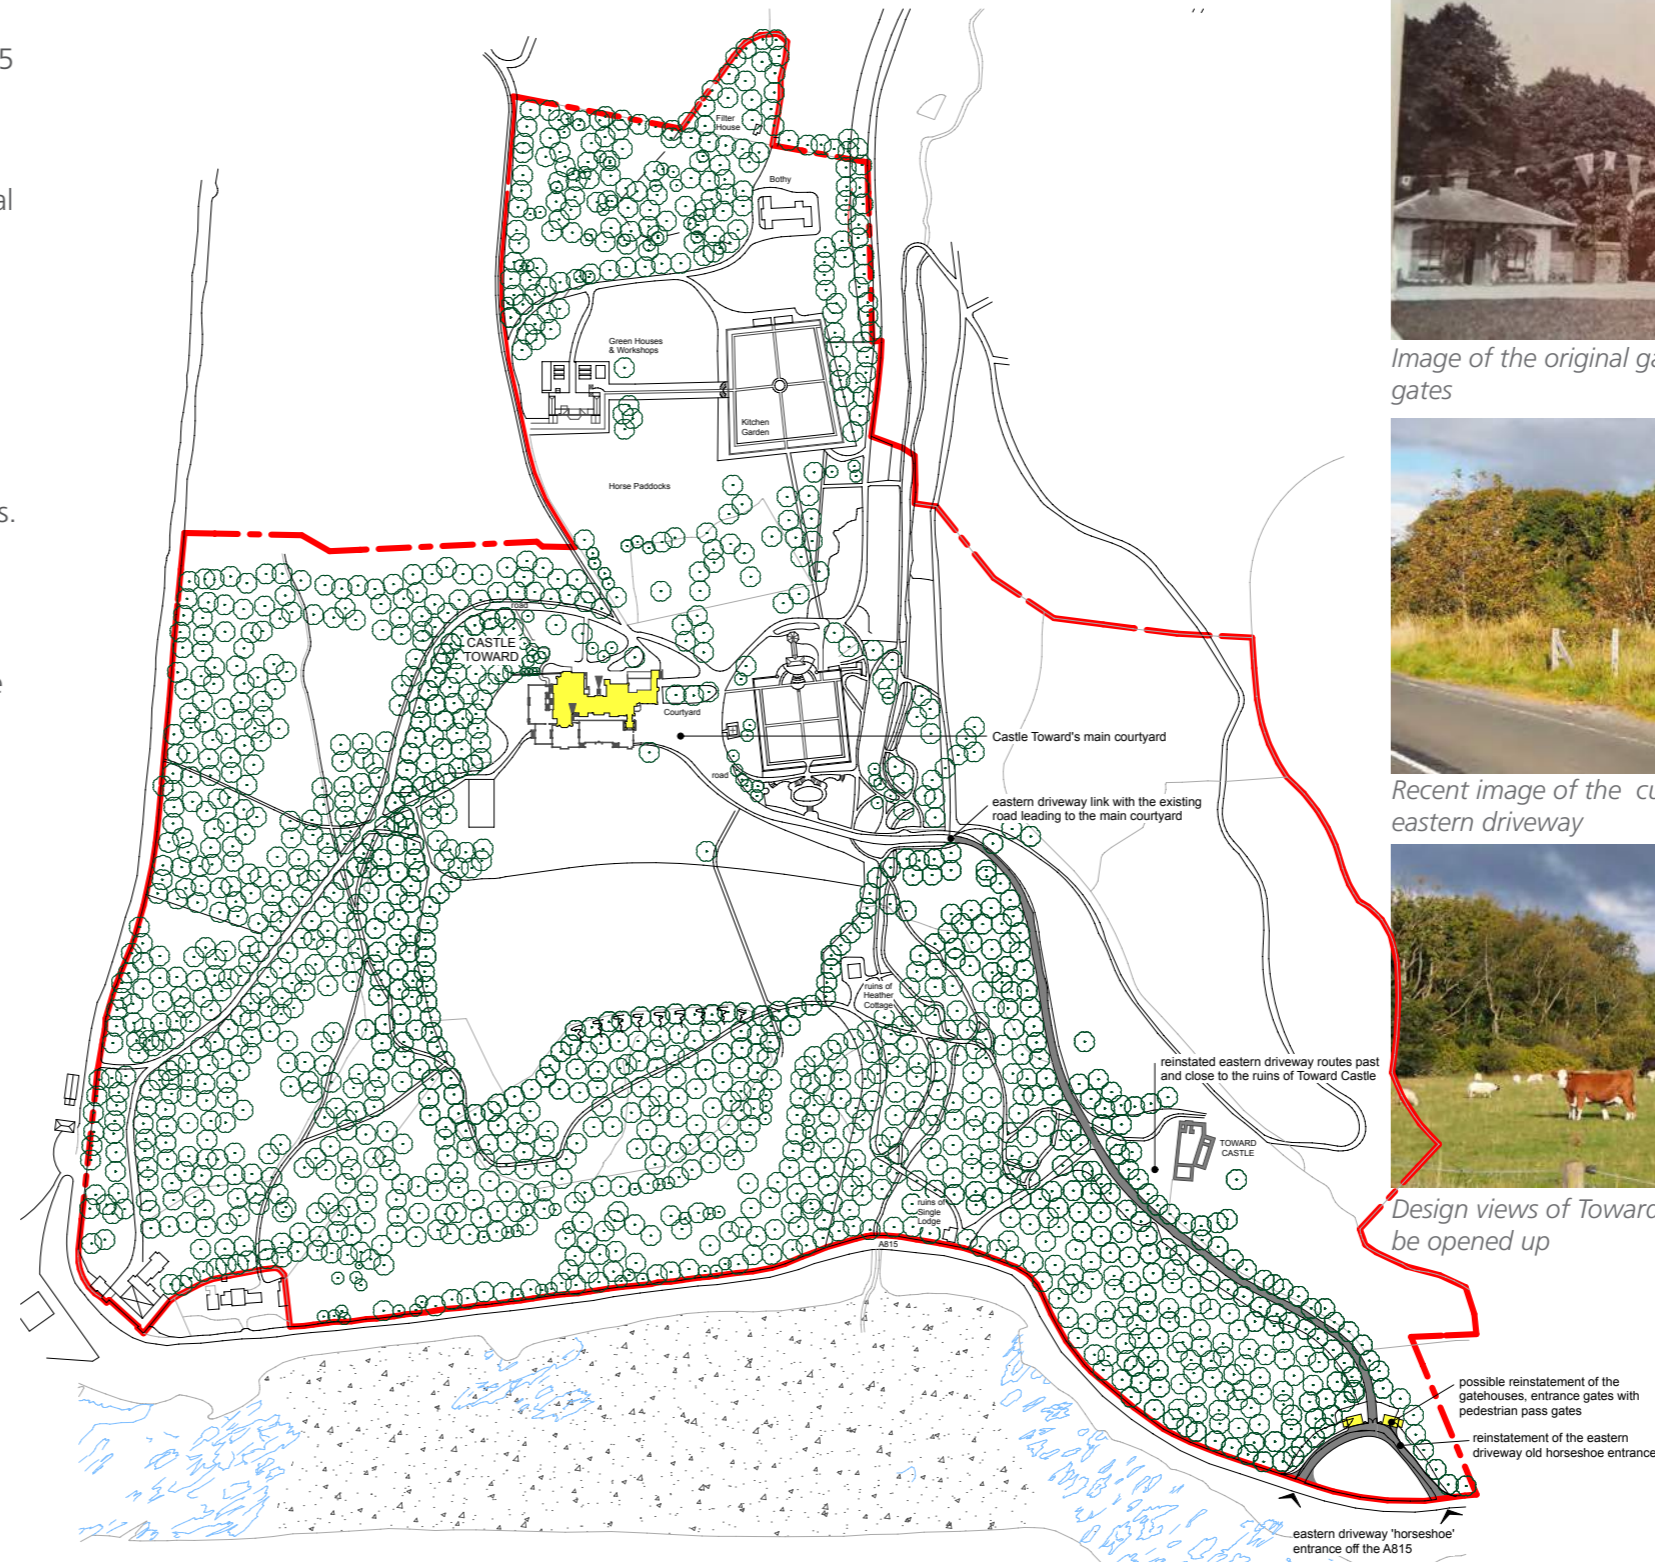 5
al
s.
e
Filter
House
Bothy
Green Houses
& Workshops
Kitchen
Garden
Horse Paddocks
road
CASTLE
TOWARD
Courtyard
road
Castle Toward's main courtyard
eastern driveway link with the existing
road leading to the main courtyard
ruins of
Heather
Cottage
reinstated eastern driveway routes past
and close to the ruins of Toward Castle
TOWARD
CASTLE
ruins of
Single
Lodge
A815
possible reinstatement of the
gatehouses, entrance gates with
pedestrian pass gates
reinstatement of the eastern
driveway old horseshoe entrance
eastern driveway 'horseshoe'
entrance off the A815
Image of the original ga
gates
Recent image of the cu
eastern driveway
Design views of Toward
be opened up